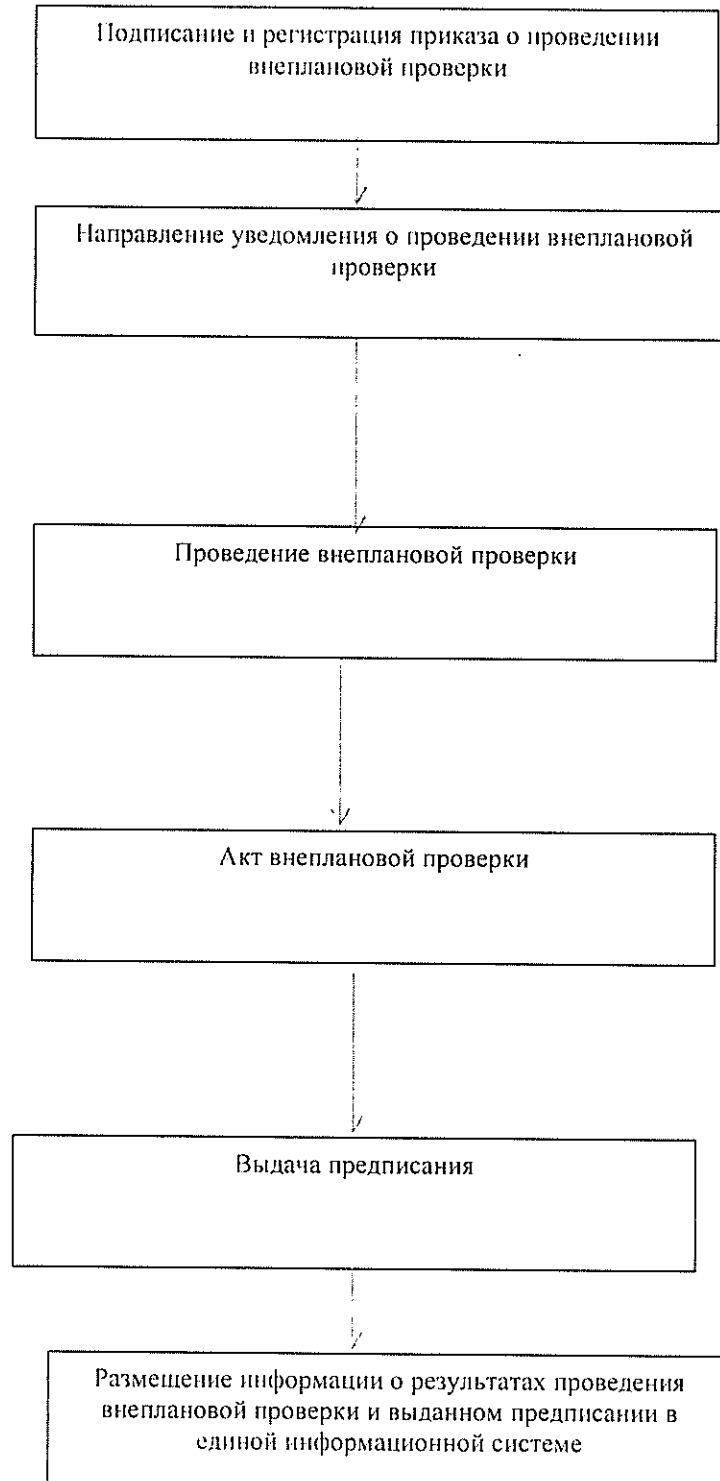 Подписание и регистрация приказа о проведении
внеплановой проверки
Направление уведомления о проведении внеплановой
проверки
Проведение внеплановой проверки
Акт внеплановой проверки
Выдача предписания
Размещение информации о результатах проведения
внеплановой проверки и выданном предписании в
единой информационной системе